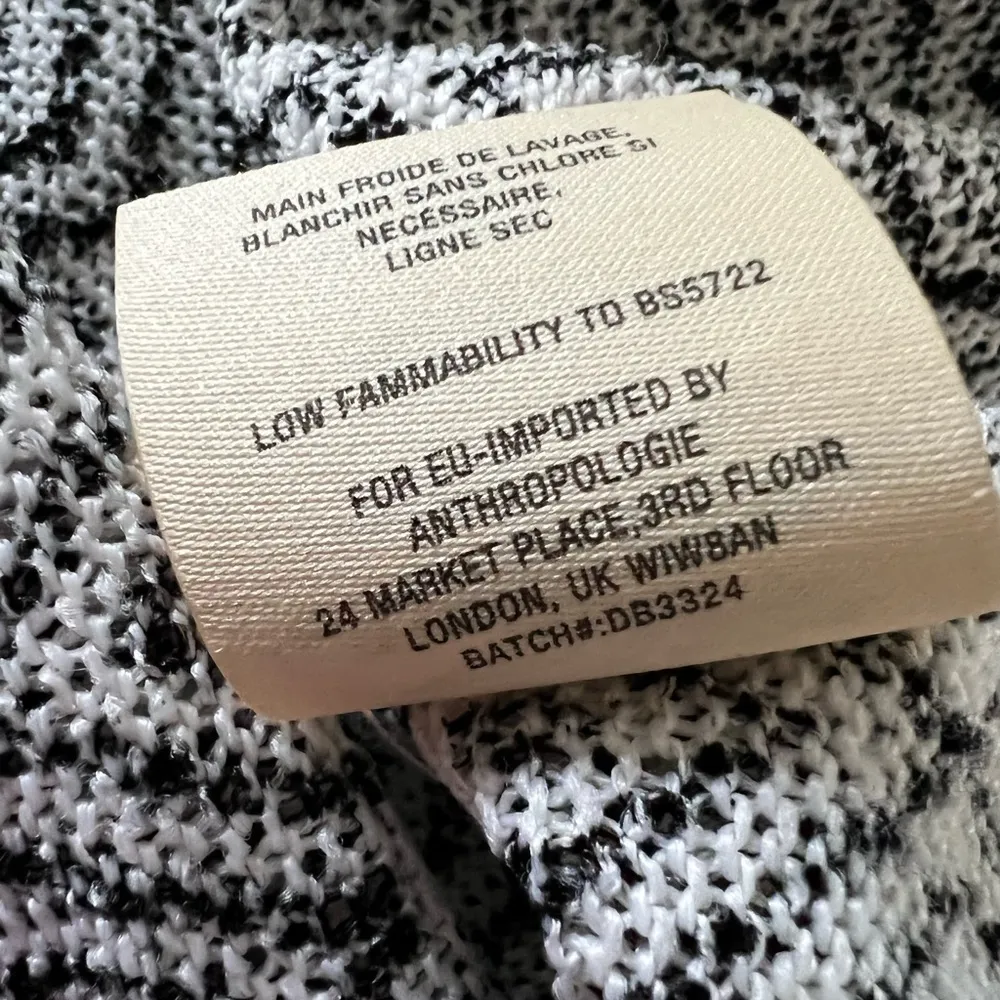 MAIN FROIDE DE LAVAGE.
BLANCHIR SANS CHLORE SI
NECESSAIRE.
LIGNE SEC
LOW FAMMABILITY TO BS5722
FOR EU-IMPORTED BY
ANTHROPOLOGIE
24 MARKET PLACE,3RD FLOOR
LONDON, UK WIW8AN
BATCH#:DB3324